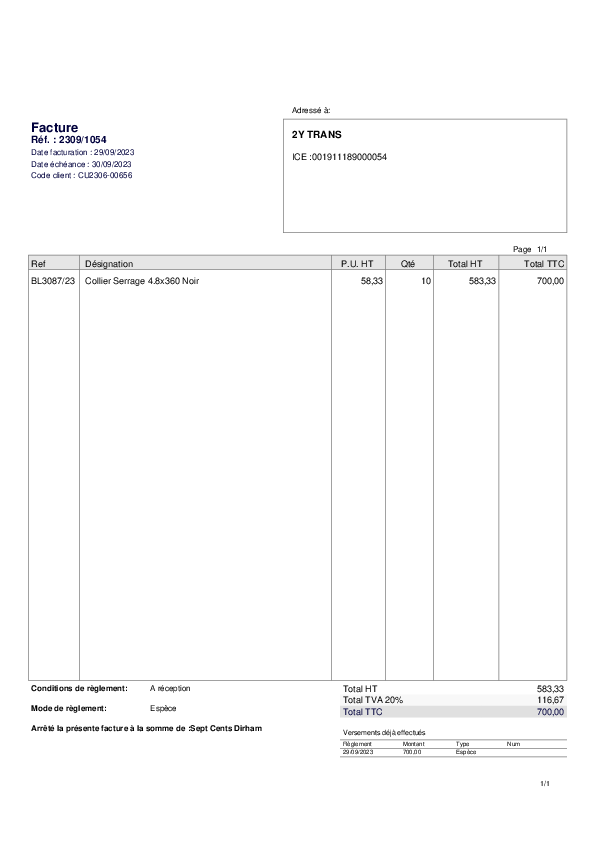 Adressé à:
Facture
Réf. : 2309/1054
Date facturation : 29/09/2023
Date échéance : 30/09/2023
Code client : CU2306-00656
2Y TRANS
ICE :001911189000054
Page 1/1
Ref Désignation P.U. HT Qté Total HT Total TTC
BL3087/23 Collier Serrage 4.8x360 Noir 58,33 10 583,33 700,00
Conditions de règlement: A réception
Mode de règlement: Espèce
Arrêté la présente facture à la somme de :Sept Cents Dirham
Total HT 583,33
Total TVA 20% 116,67
Total TTC 700,00
Versements déjà effectués
Règlement Montant Type Num
29/09/2023 700,00 Espèce
1/1